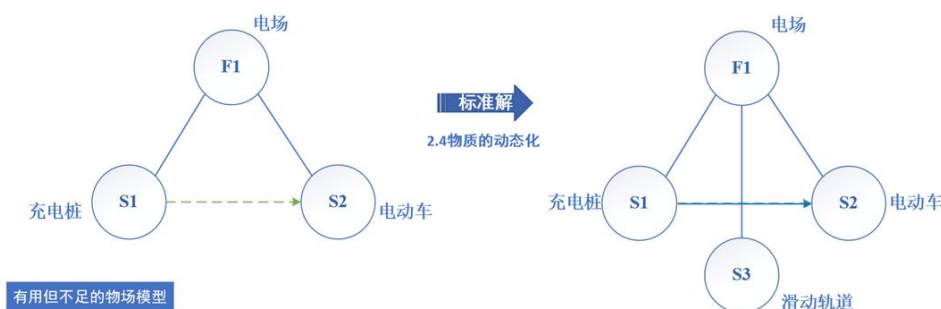 电场
F1
充电桩
S1
S2
电动车
有用但不足的物场模型
标准解
2.4物质的动态化
电场
F1
充电桩
S1
S2
电动车
S3
滑动轨道